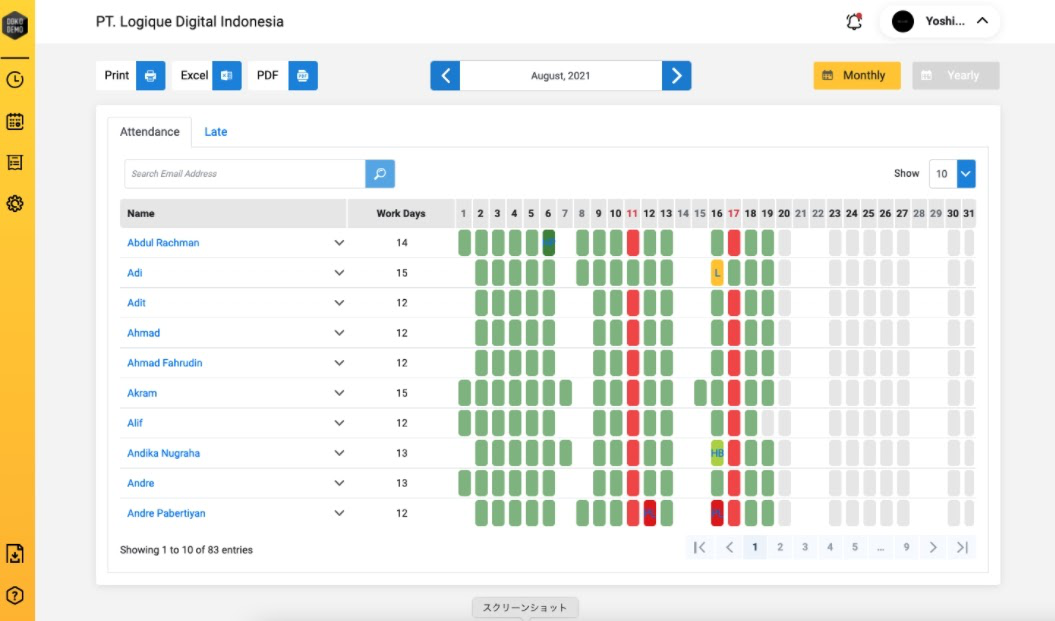 DOKO DEMO
PT. Logique Digital Indonesia
Yoshi...
Print Excel PDF August, 2021 Monthly Yearly
Attendance Late
Search Email Address Show 10
Name Work Days 1 2 3 4 5 6 7 8 9 10 11 12 13 14 15 16 17 18 19 20 21 22 23 24 25 26 27 28 29 30 31
Abdul Rachman 14
Adi 15 L
Adit 12
Ahmad 12
Ahmad Fahrudin 12
Akram 15
Alif 12
Andika Nugraha 13 HB
Andre 13
Andre Pabertiyan 12
Showing 1 to 10 of 83 entries 1 2 3 4 5 ... 9
スクリーンショット